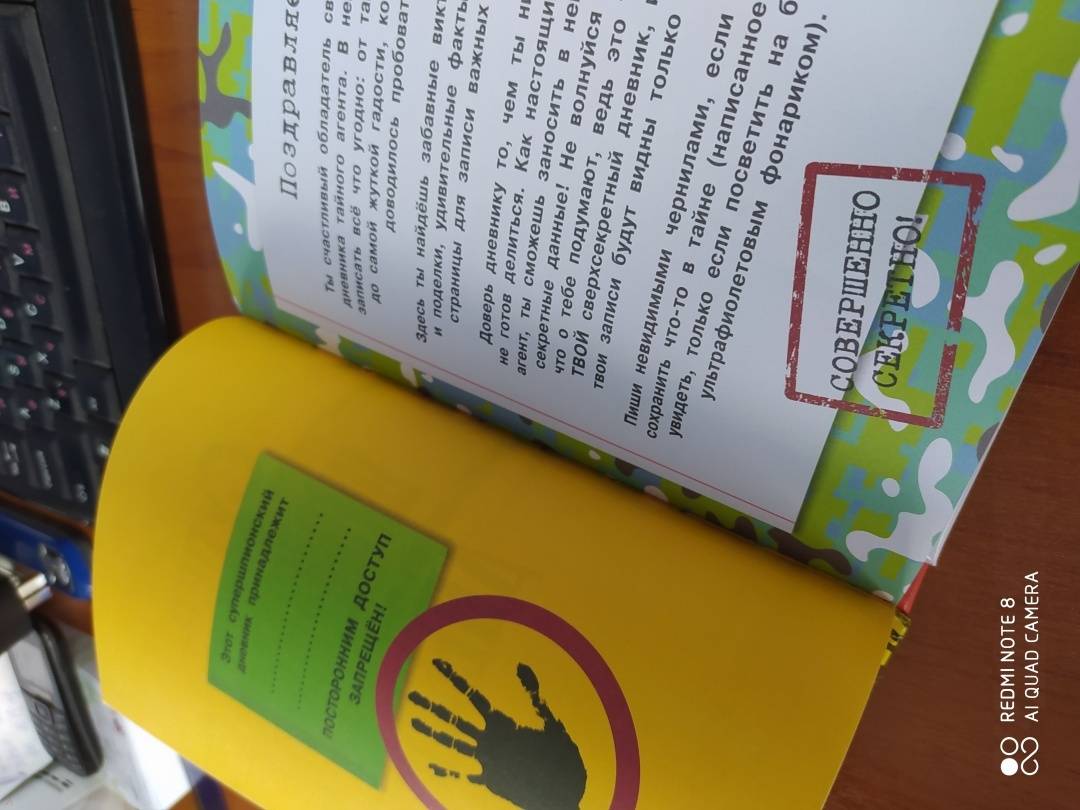 Этот супершпионский
дневник принадлежит
ПОСТОРОННИМ ДОСТУП
ЗАПРЕЩЁН!
Поздравляе
Ты счастливый обладатель св
дневника тайного агента. В не
записать всё что угодно: от та
до самой жуткой гадости, ко
доводилось пробоват
Здесь ты найдёшь забавные викт
и поделки, удивительные факты
страницы для записи важных
Доверь дневнику то, чем ты ни
не готов делиться. Как настоящи
агент, ты сможешь заносить в не
секретные данные! Не волнуйся
что о тебе подумают, ведь это
ТВОЙ сверхсекретный дневник, и
твои записи будут видны только
Пиши невидимыми чернилами, если
сохранить что-то в тайне (написанное
увидеть, только если посветить на б
ультрафиолетовым фонариком).
СОВЕРШЕННО
СЕКРЕТНО!
REDMI NOTE 8
AI QUAD CAMERA